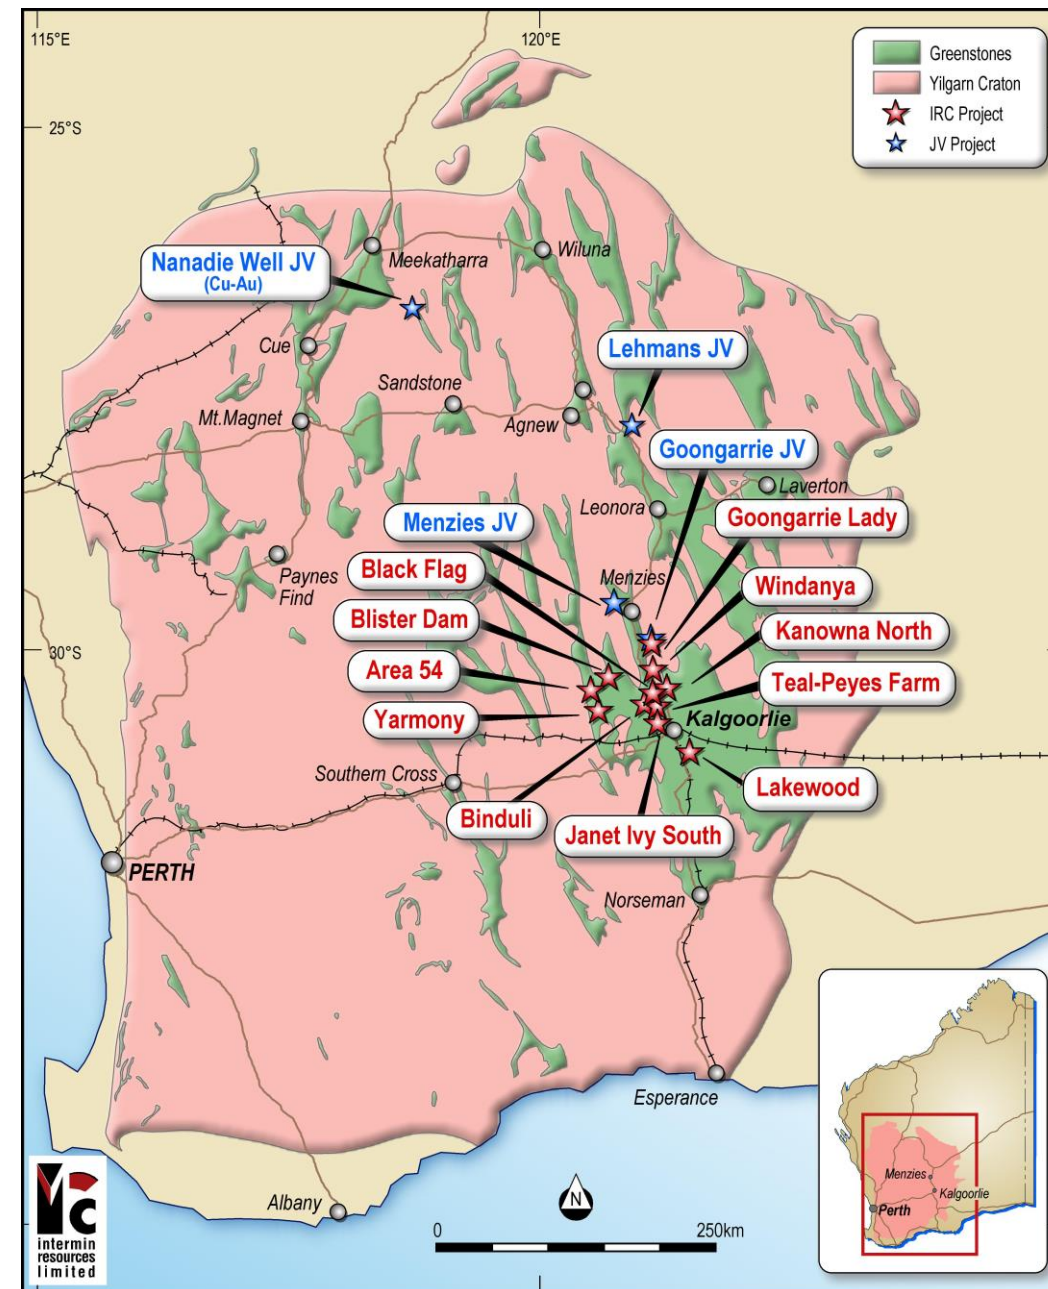 115°E
120°E
Greenstones
Yilgarn Craton
IRC Project
JV Project
25°S
Nanadie Well JV
(Cu-Au)
Meekatharra
Wiluna
Cue
Lehmans JV
Sandstone
Mt.Magnet
Agnew
Goongarrie JV
Laverton
Leonora
Menzies JV
Goongarrie Lady
Black Flag
Menzies
Windanya
Paynes
Find
Blister Dam
Kanowna North
30°S
Area 54
Teal-Peyes Farm
Yarmony
Kalgoorlie
Southern Cross
Lakewood
Binduli
Janet Ivy South
PERTH
Norseman
Esperance
Albany
N
0
250km
Menzies
Kalgoorlie
Perth
Yc
intermin
resources
limited